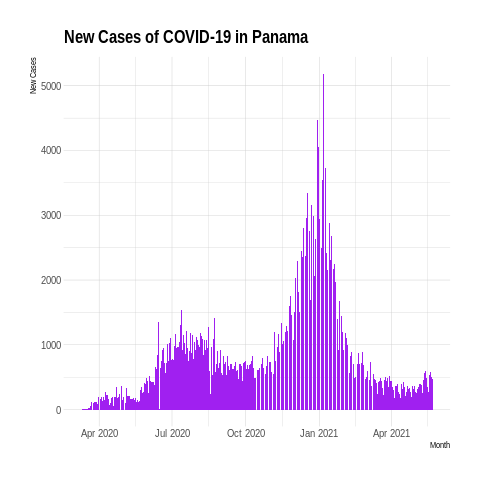 New Cases of COVID-19 in Panama
New Cases
5000
4000
3000
2000
1000
0
Apr 2020
Jul 2020
Oct 2020
Jan 2021
Apr 2021
Month